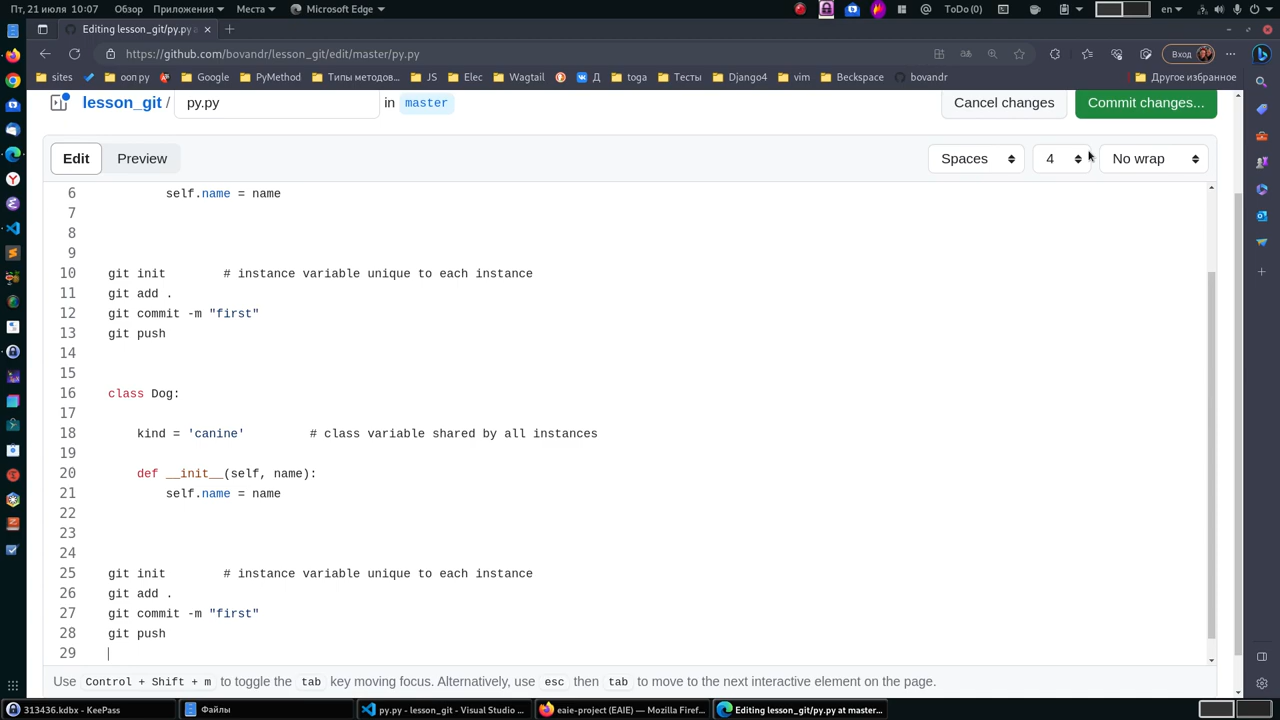 Пт, 21 июля 10:07 Обзор Приложения Места Microsoft Edge ToDo(0) en
Editing lesson_git/py.py a
https://github.com/bovandr/lesson_git/edit/master/py.py Вход
sites ооп ру Google PyMethod Типы методов... JS Elec Wagtail Д toga Тесты Django4 vim Beckspace bovandr Другое избранное
lesson_git / py.py in master Cancel changes Commit changes...
Edit Preview Spaces 4 No wrap
6 self.name = name
7
8
9
10 git init # instance variable unique to each instance
11 git add .
12 git commit -m "first"
13 git push
14
15
16 class Dog:
17
18 kind = 'canine' # class variable shared by all instances
19
20 def __init__(self, name):
21 self.name = name
22
23
24
25 git init # instance variable unique to each instance
26 git add .
27 git commit -m "first"
28 git push
29
Use Control + Shift + m to toggle the tab key moving focus. Alternatively, use esc then tab to move to the next interactive element on the page.
313436.kdbx - KeePass Файлы py.py - lesson_git - Visual Studio ... eaie-project (EAIE) — Mozilla Firef... Editing lesson_git/py.py at master...